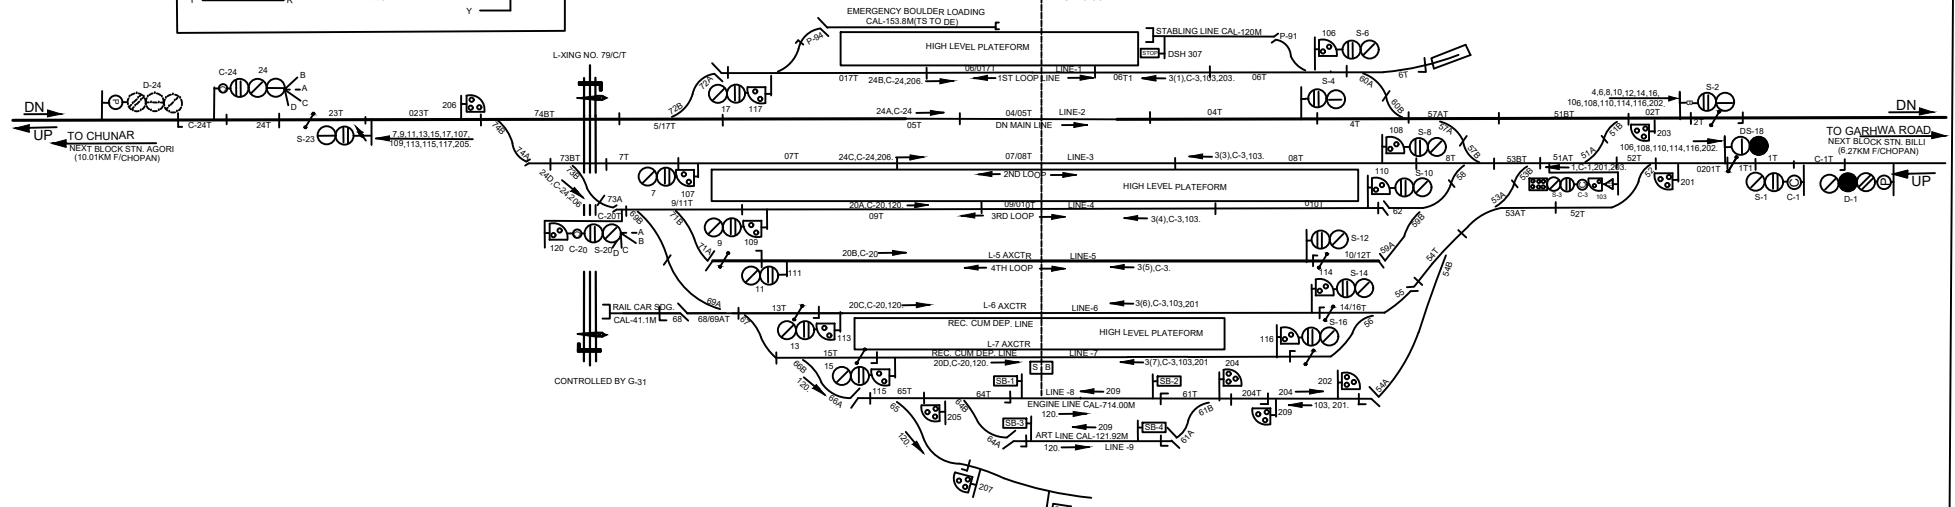 Y
R
Y
EMERGENCY BOULDER LOADING
CAL-153.8M(TS TO DE)
P-94
HIGH LEVEL PLATEFORM
STABLING LINE CAL-120M
P-91
STOP
DSH 307
106
S-6
L-XING NO. 79/C/T
06/017T
LINE-1
017T
24B,C-24,206.
1ST LOOP LINE
06T1
3(1),C-3,103,203.
06T
60A
6T
D-24
P
C-24
24
B
A
C
D
72A
17
117
S-4
S-2
4,6,8,10,12,14,16,
106,108,110,114,116,202.
DN
DN
C-24T
24T
23T
023T
206
74BT
72B
24A,C-24
04/05T
LINE-2
04T
60B
57AT
51BT
02T
2T
UP
TO CHUNAR
NEXT BLOCK STN. AGORI
(10.01KM F/CHOPAN)
S-23
7,9,11,13,15,17,107,
109,113,115,117,205.
74B
5/17T
05T
DN MAIN LINE
4T
57A
51B
203
DS-18
TO GARHWA ROAD
NEXT BLOCK STN. BILLI
(6.27KM F/CHOPAN)
UP
74A
73BT
7T
07T
24C,C-24,206.
07/08T
LINE-3
3(3),C-3,103.
08T
108
S-8
8T
57B
53BT
51A
51AT
52T
106,108,110,114,116,202.
0201T
1T1
1T
C-1T
73B
24D,C-24,206
7
107
2ND LOOP
HIGH LEVEL PLATEFORM
110
S-10
58
53B
1,C-1,201,203.
S-3
C-3
103
52
201
S-1
C-1
C
D-1
P
73A
C-20T
69B
9/11T
71B
20A,C-20,120.
09/010T
LINE-4
010T
62
53A
09T
3RD LOOP
3(4),C-3,103.
59B
53AT
52T
120
C-20
S-20
D
C
A
B
9
109
71A
20B,C-20
L-5 AXCTR
LINE-5
S-12
10/12T
59A
54T
54B
4TH LOOP
3(5),C-3.
11
111
114
S-14
RAIL CAR SDG.
CAL-41.1M
68
68/69AT
69A
67
13T
20C,C-20,120
L-6 AXCTR
LINE-6
3(6),C-3,103,201
14/16T
55
13
113
REC. CUM DEP. LINE
HIGH LEVEL PLATEFORM
S-16
116
56
L-7 AXCTR
REC. CUM DEP. LINE
LINE -7
15T
15
20D,C-20,120.
3(7),C-3,103,201
CONTROLLED BY G-31
66B
120.
66A
115
S B
SB-1
SB-2
204
202
54A
65T
64T
LINE -8
209
61T
204T
204
65
205
64B
ENGINE LINE CAL-714.00M
61B
209
103, 201.
120.
120.
SB-3
209
SB-4
64A
ART LINE CAL-121.92M
61A
120.
LINE -9
207